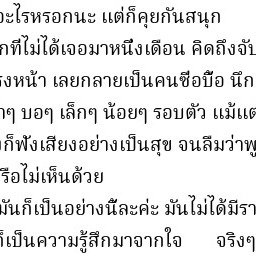 อะไรหรอกนะ แต่ก็คุยกันสนุก
กที่ไม่ได้เจอมาหนึ่งเดือน คิดถึงจับ
รงหน้า เลยกลายเป็นคนซื่อบื้อ นึก
าๆ บอๆ เล็กๆ น้อยๆ รอบตัว แม้แต่
ก็ฟังเสียงอย่างเป็นสุข จนลืมว่าพู
รือไม่เห็นด้วย
มันก็เป็นอย่างนี้ละค่ะ มันไม่ได้มีรา
ก็เป็นความรู้สึกมาจากใจ จริงๆ